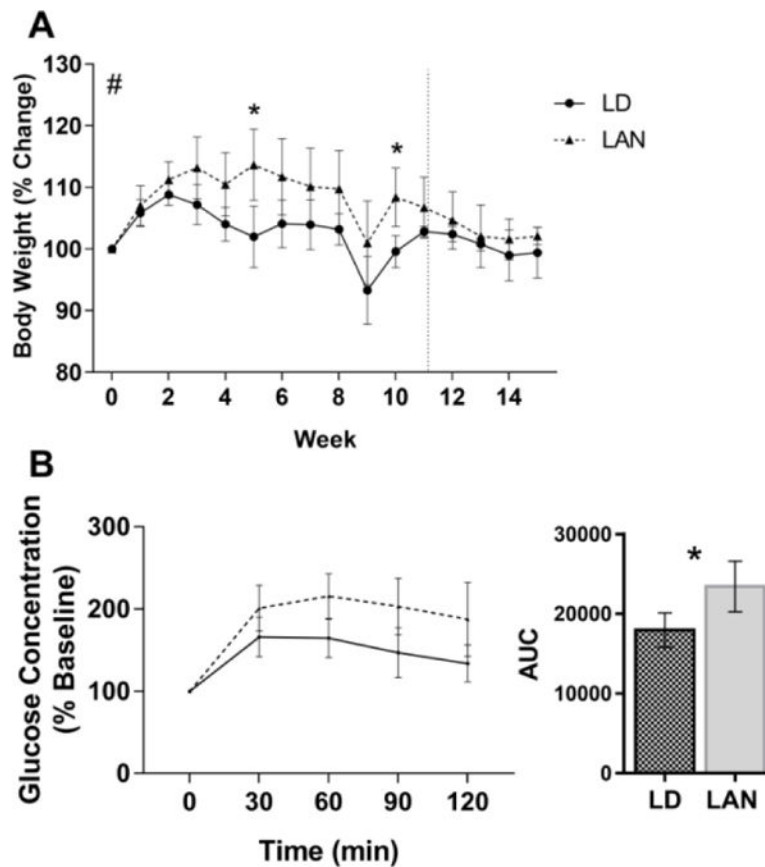 A
Body Weight (% Change)
130
120
110
100
90
80
#
*
*
LD
LAN
0 2 4 6 8 10 12 14
Week
B
Glucose Concentration
(% Baseline)
300
200
100
0
0 30 60 90 120
Time (min)
AUC
30000
20000
10000
0
*
LD LAN